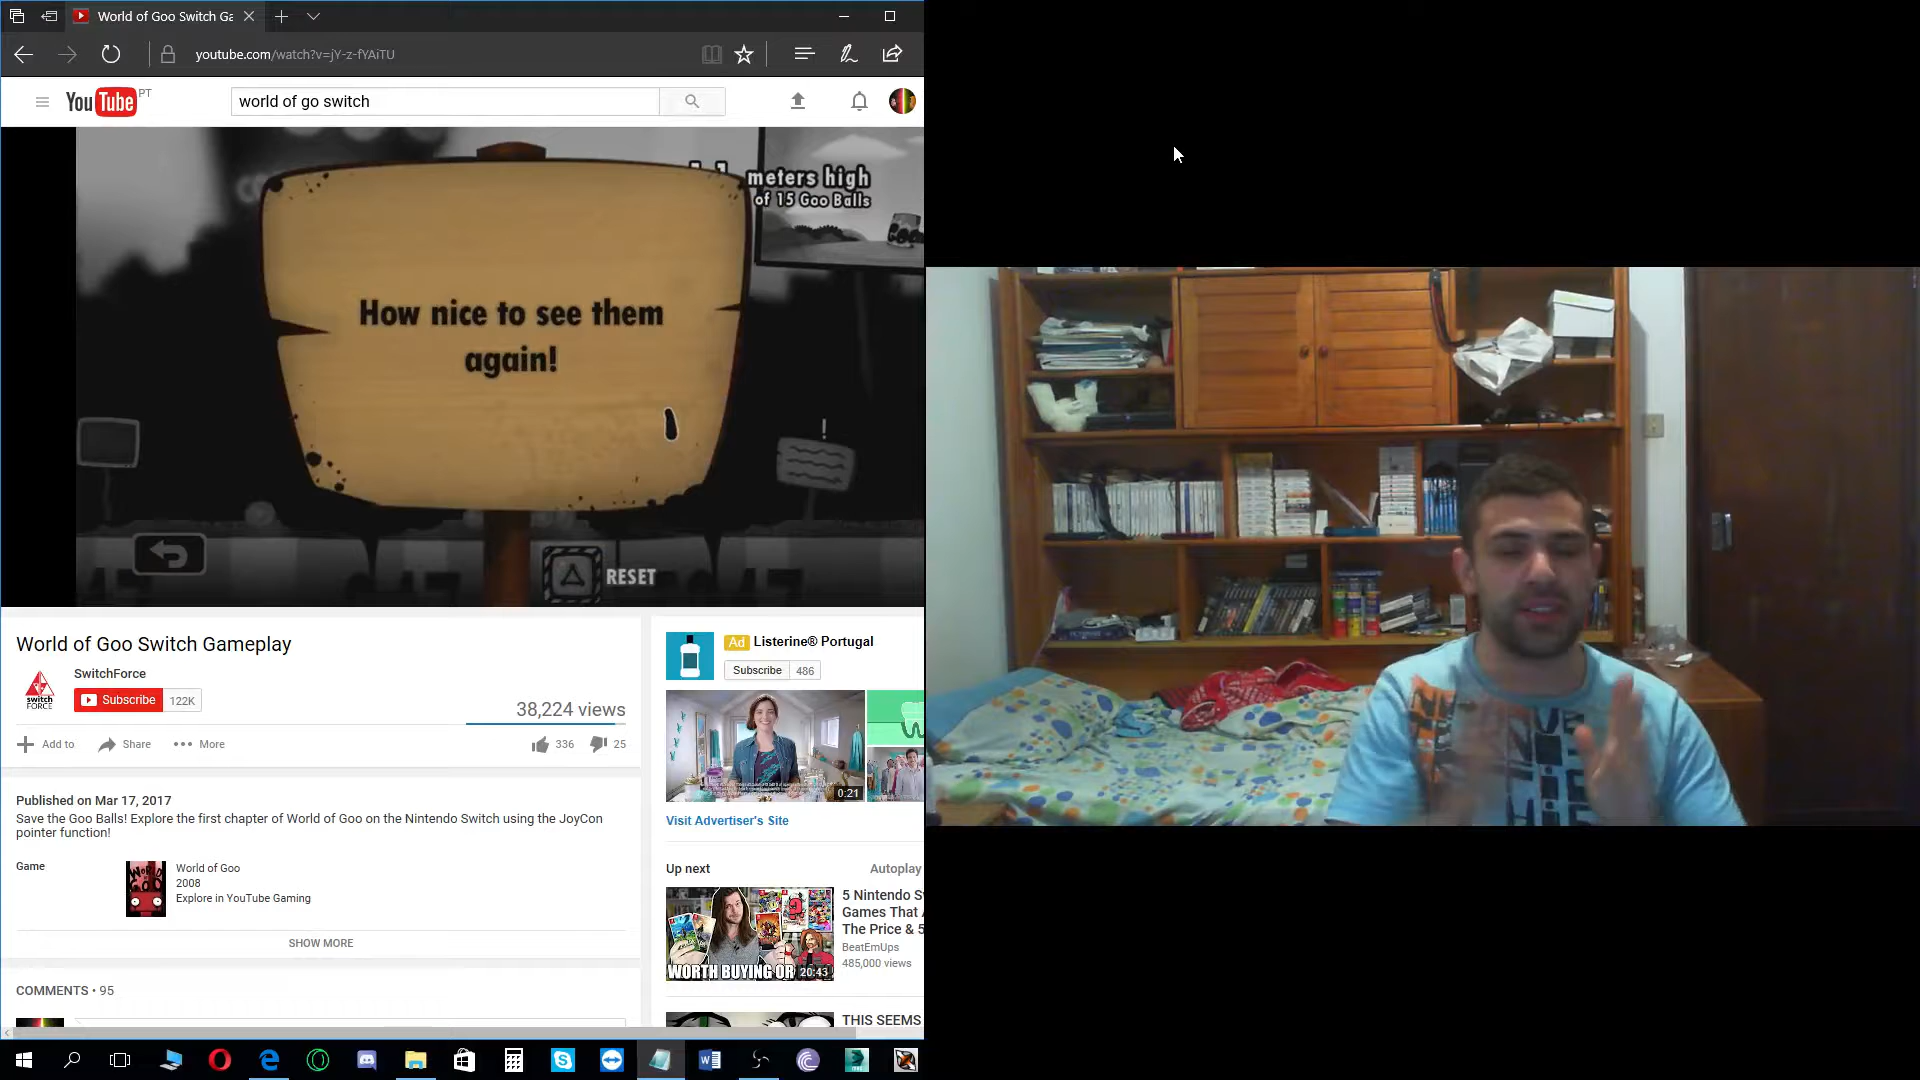 World of Goo Switch Ga
youtube.com/watch?v=jY-z-fYAiTU
YouTube PT
world of go switch
meters high
of 15 Goo Balls
How nice to see them
again!
!
RESET
World of Goo Switch Gameplay
SwitchForce
switch
FORCE
Subscribe 122K
38,224 views
Add to Share More 336 25
Published on Mar 17, 2017
Save the Goo Balls! Explore the first chapter of World of Goo on the Nintendo Switch using the JoyCon
pointer function!
Game
World of Goo
2008
Explore in YouTube Gaming
SHOW MORE
COMMENTS • 95
Ad Listerine® Portugal
Subscribe 486
0:21
Visit Advertiser's Site
Up next Autoplay
WORTH BUYING OR
20:43
5 Nintendo S
Games That A
The Price & 5
BeatEmUps
485,000 views
THIS SEEMS